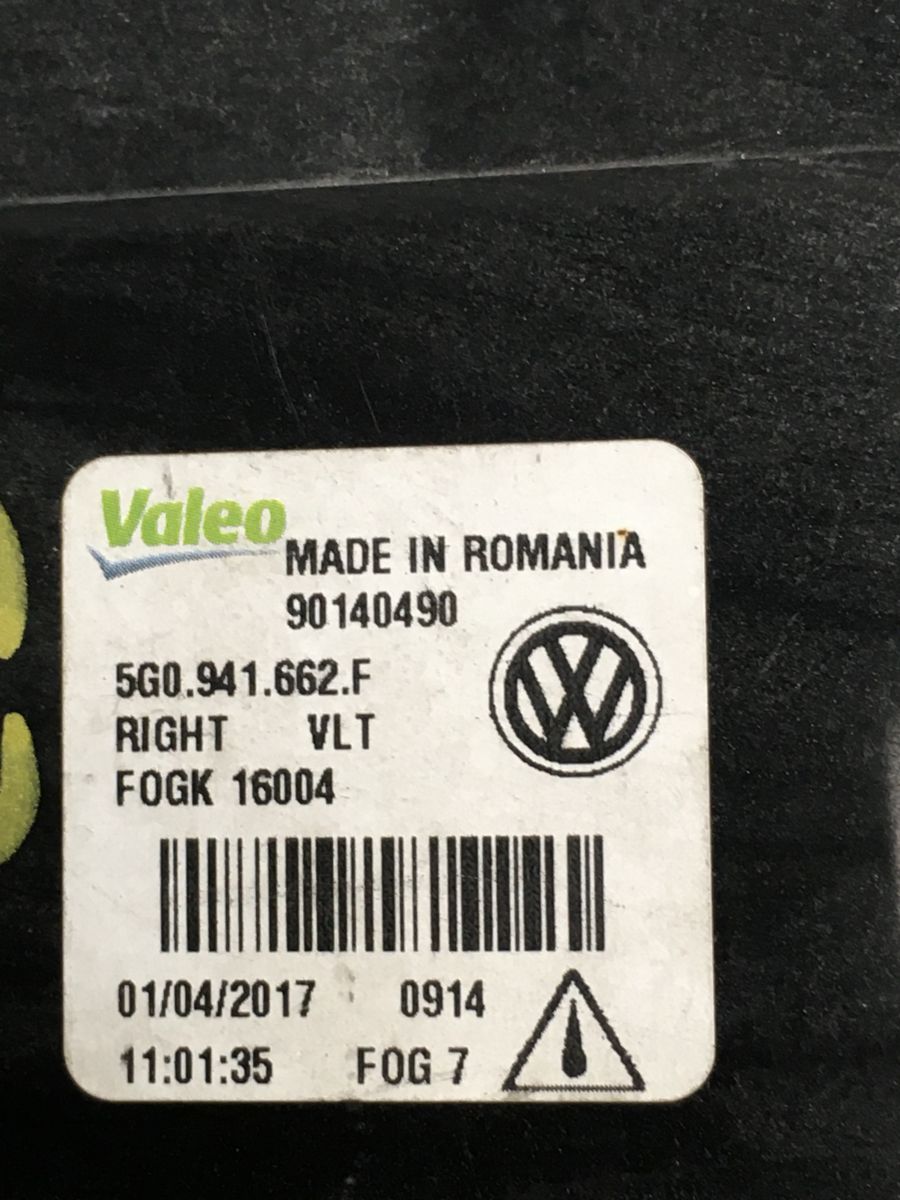 Valeo
MADE IN ROMANIA
90140490
5G0.941.662.F
RIGHT VLT
FOGK 16004
01/04/2017 0914
11:01:35 FOG 7